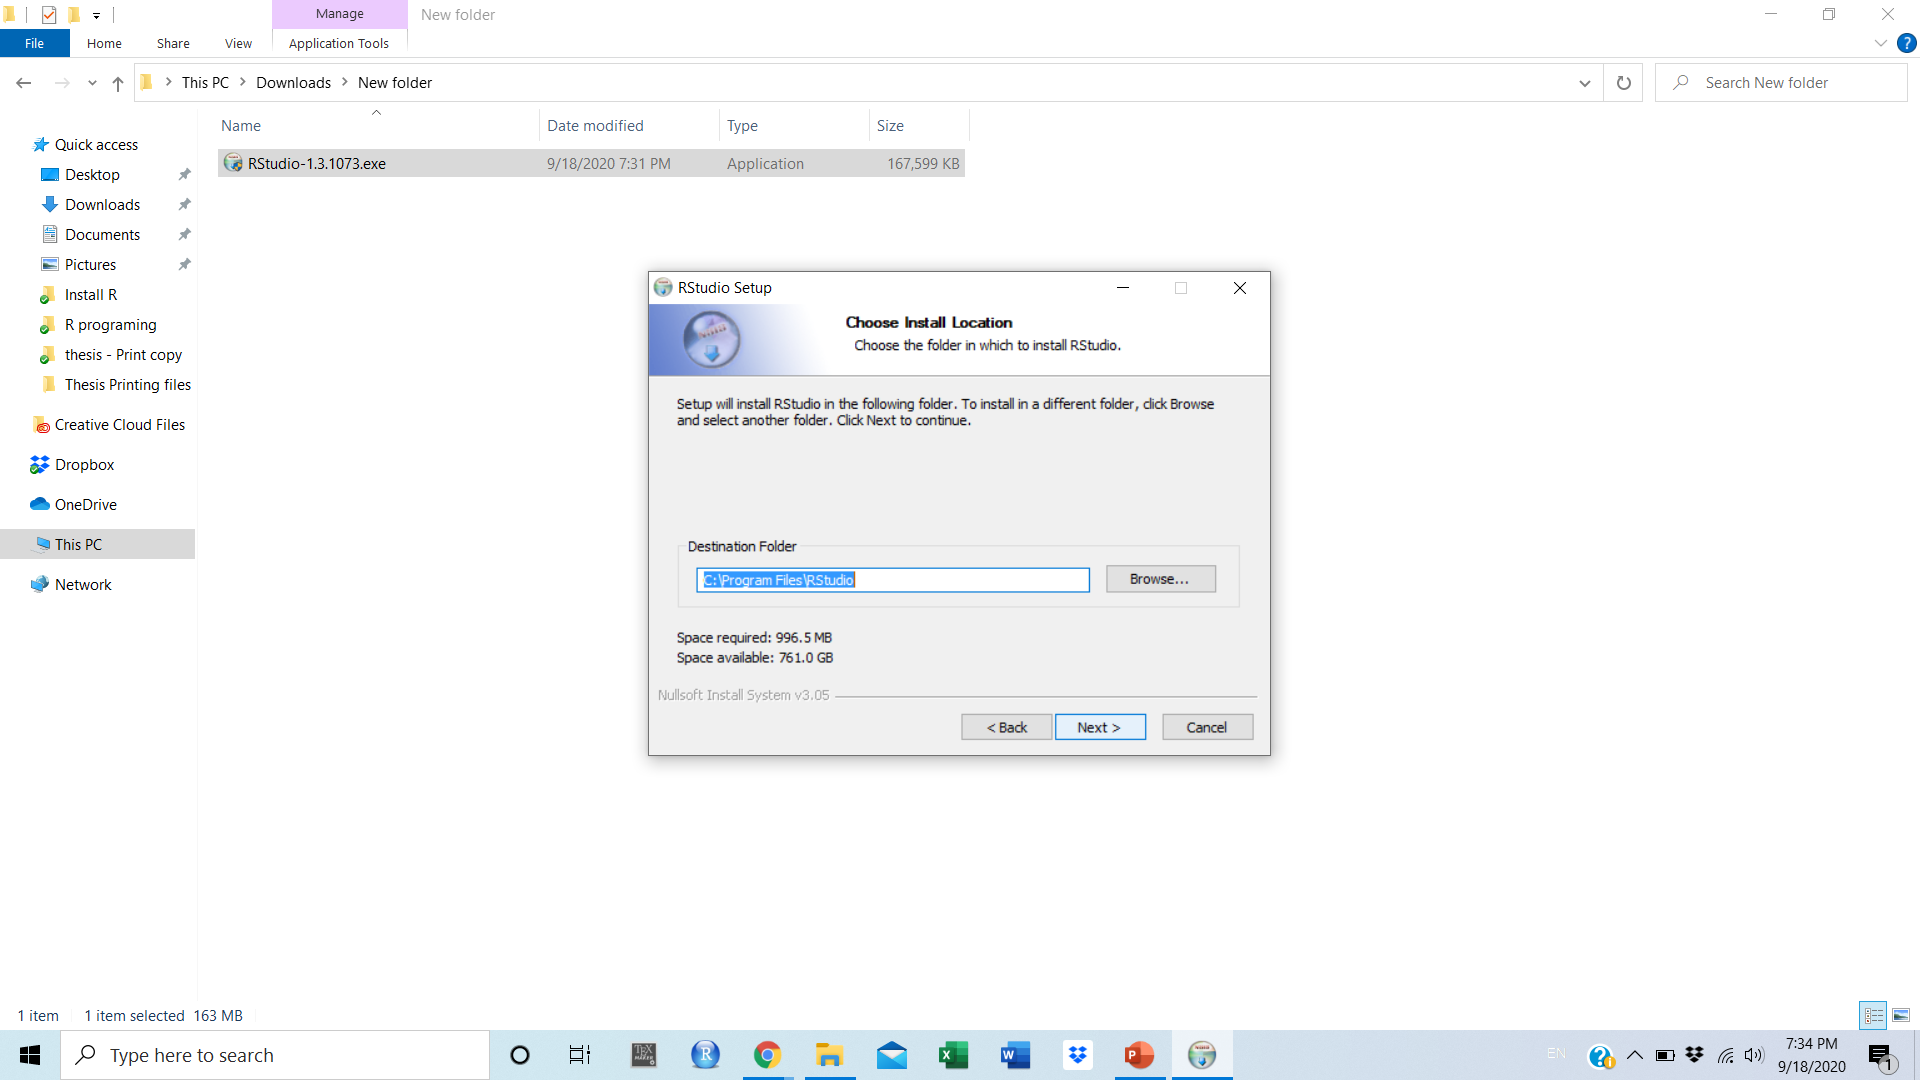 Manage
New folder
File
Home
Share
View
Application Tools
This PC
Downloads
New folder
Search New folder
Name
Date modified
Type
Size
RStudio-1.3.1073.exe
9/18/2020 7:31 PM
Application
167,599 KB
Quick access
Desktop
Downloads
Documents
Pictures
Install R
R programing
thesis - Print copy
Thesis Printing files
Creative Cloud Files
Dropbox
OneDrive
This PC
Network
RStudio Setup
Choose Install Location
Choose the folder in which to install RStudio.
Setup will install RStudio in the following folder. To install in a different folder, click Browse
and select another folder. Click Next to continue.
Destination Folder
C:\Program Files\RStudio
Browse...
Space required: 996.5 MB
Space available: 761.0 GB
Nullsoft Install System v3.05
< Back
Next >
Cancel
1 item
1 item selected 163 MB
Type here to search
EN
7:34 PM
9/18/2020
1